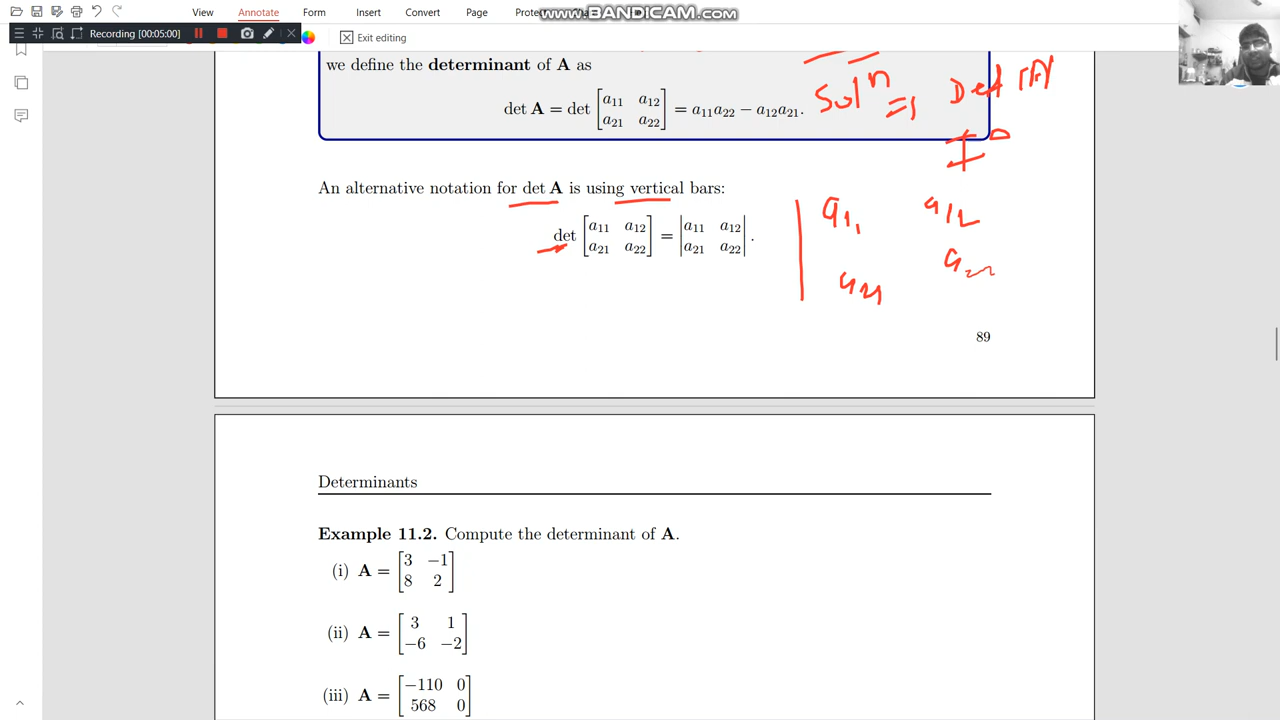 View Annotate Form Insert Convert Page
www.BANDICAM.com
Recording (00:05:00)
Exit editing
we define the determinant of A as
det A = det [a11 a12
a21 a22] = a11a22 − a12a21.
Solⁿ
Det (A)
≠ 0
An alternative notation for det A is using vertical bars:
det [a11 a12
a21 a22] = |a11 a12
a21 a22|.
a11 a12
a21 a22
89
Determinants
Example 11.2. Compute the determinant of A.
(i) A = [3 −1
8 2]
(ii) A = [3 1
−6 −2]
(iii) A = [−110 0
568 0]